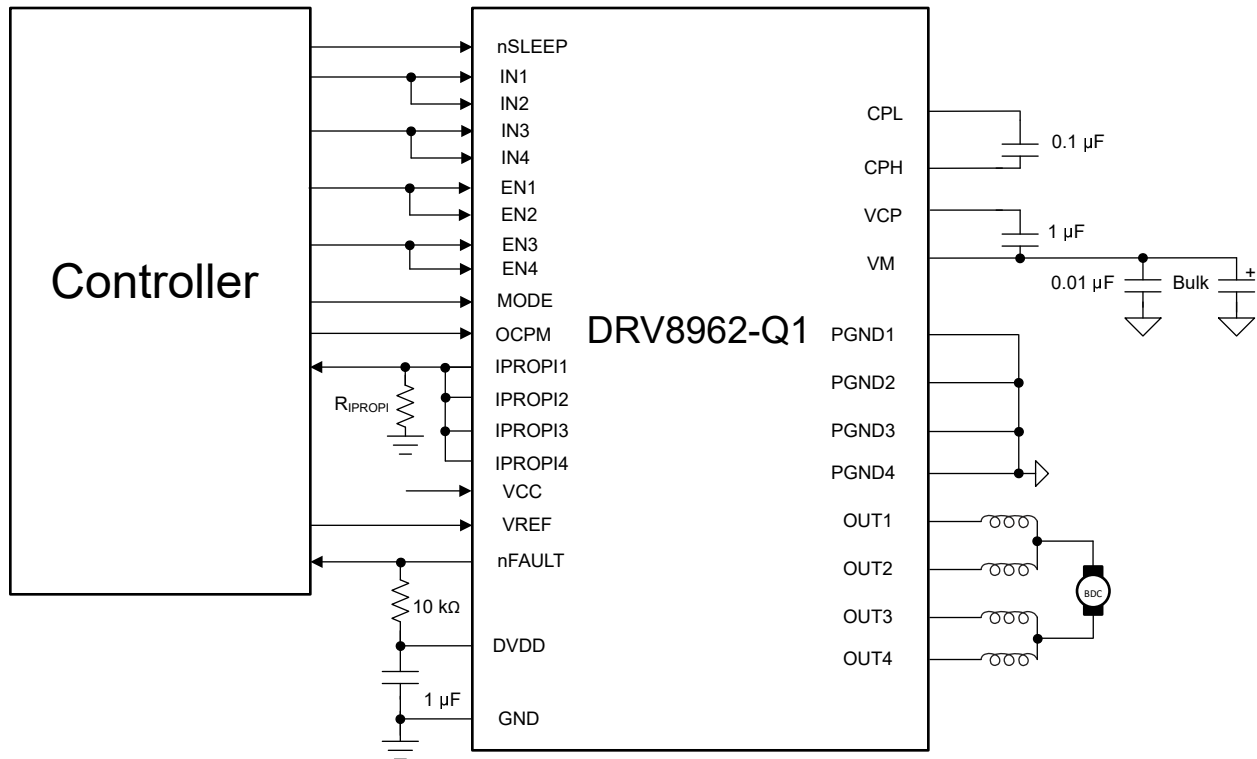 Controller
nSLEEP
IN1
IN2
IN3
IN4
EN1
EN2
EN3
EN4
MODE
OCPM
IPROPI1
IPROPI2
IPROPI3
IPROPI4
VCC
VREF
nFAULT
DVDD
GND
RIPROPI
10 kΩ
1 µF
DRV8962-Q1
CPL
CPH
VCP
VM
PGND1
PGND2
PGND3
PGND4
OUT1
OUT2
OUT3
OUT4
0.1 µF
1 µF
0.01 µF
Bulk
+
BDC